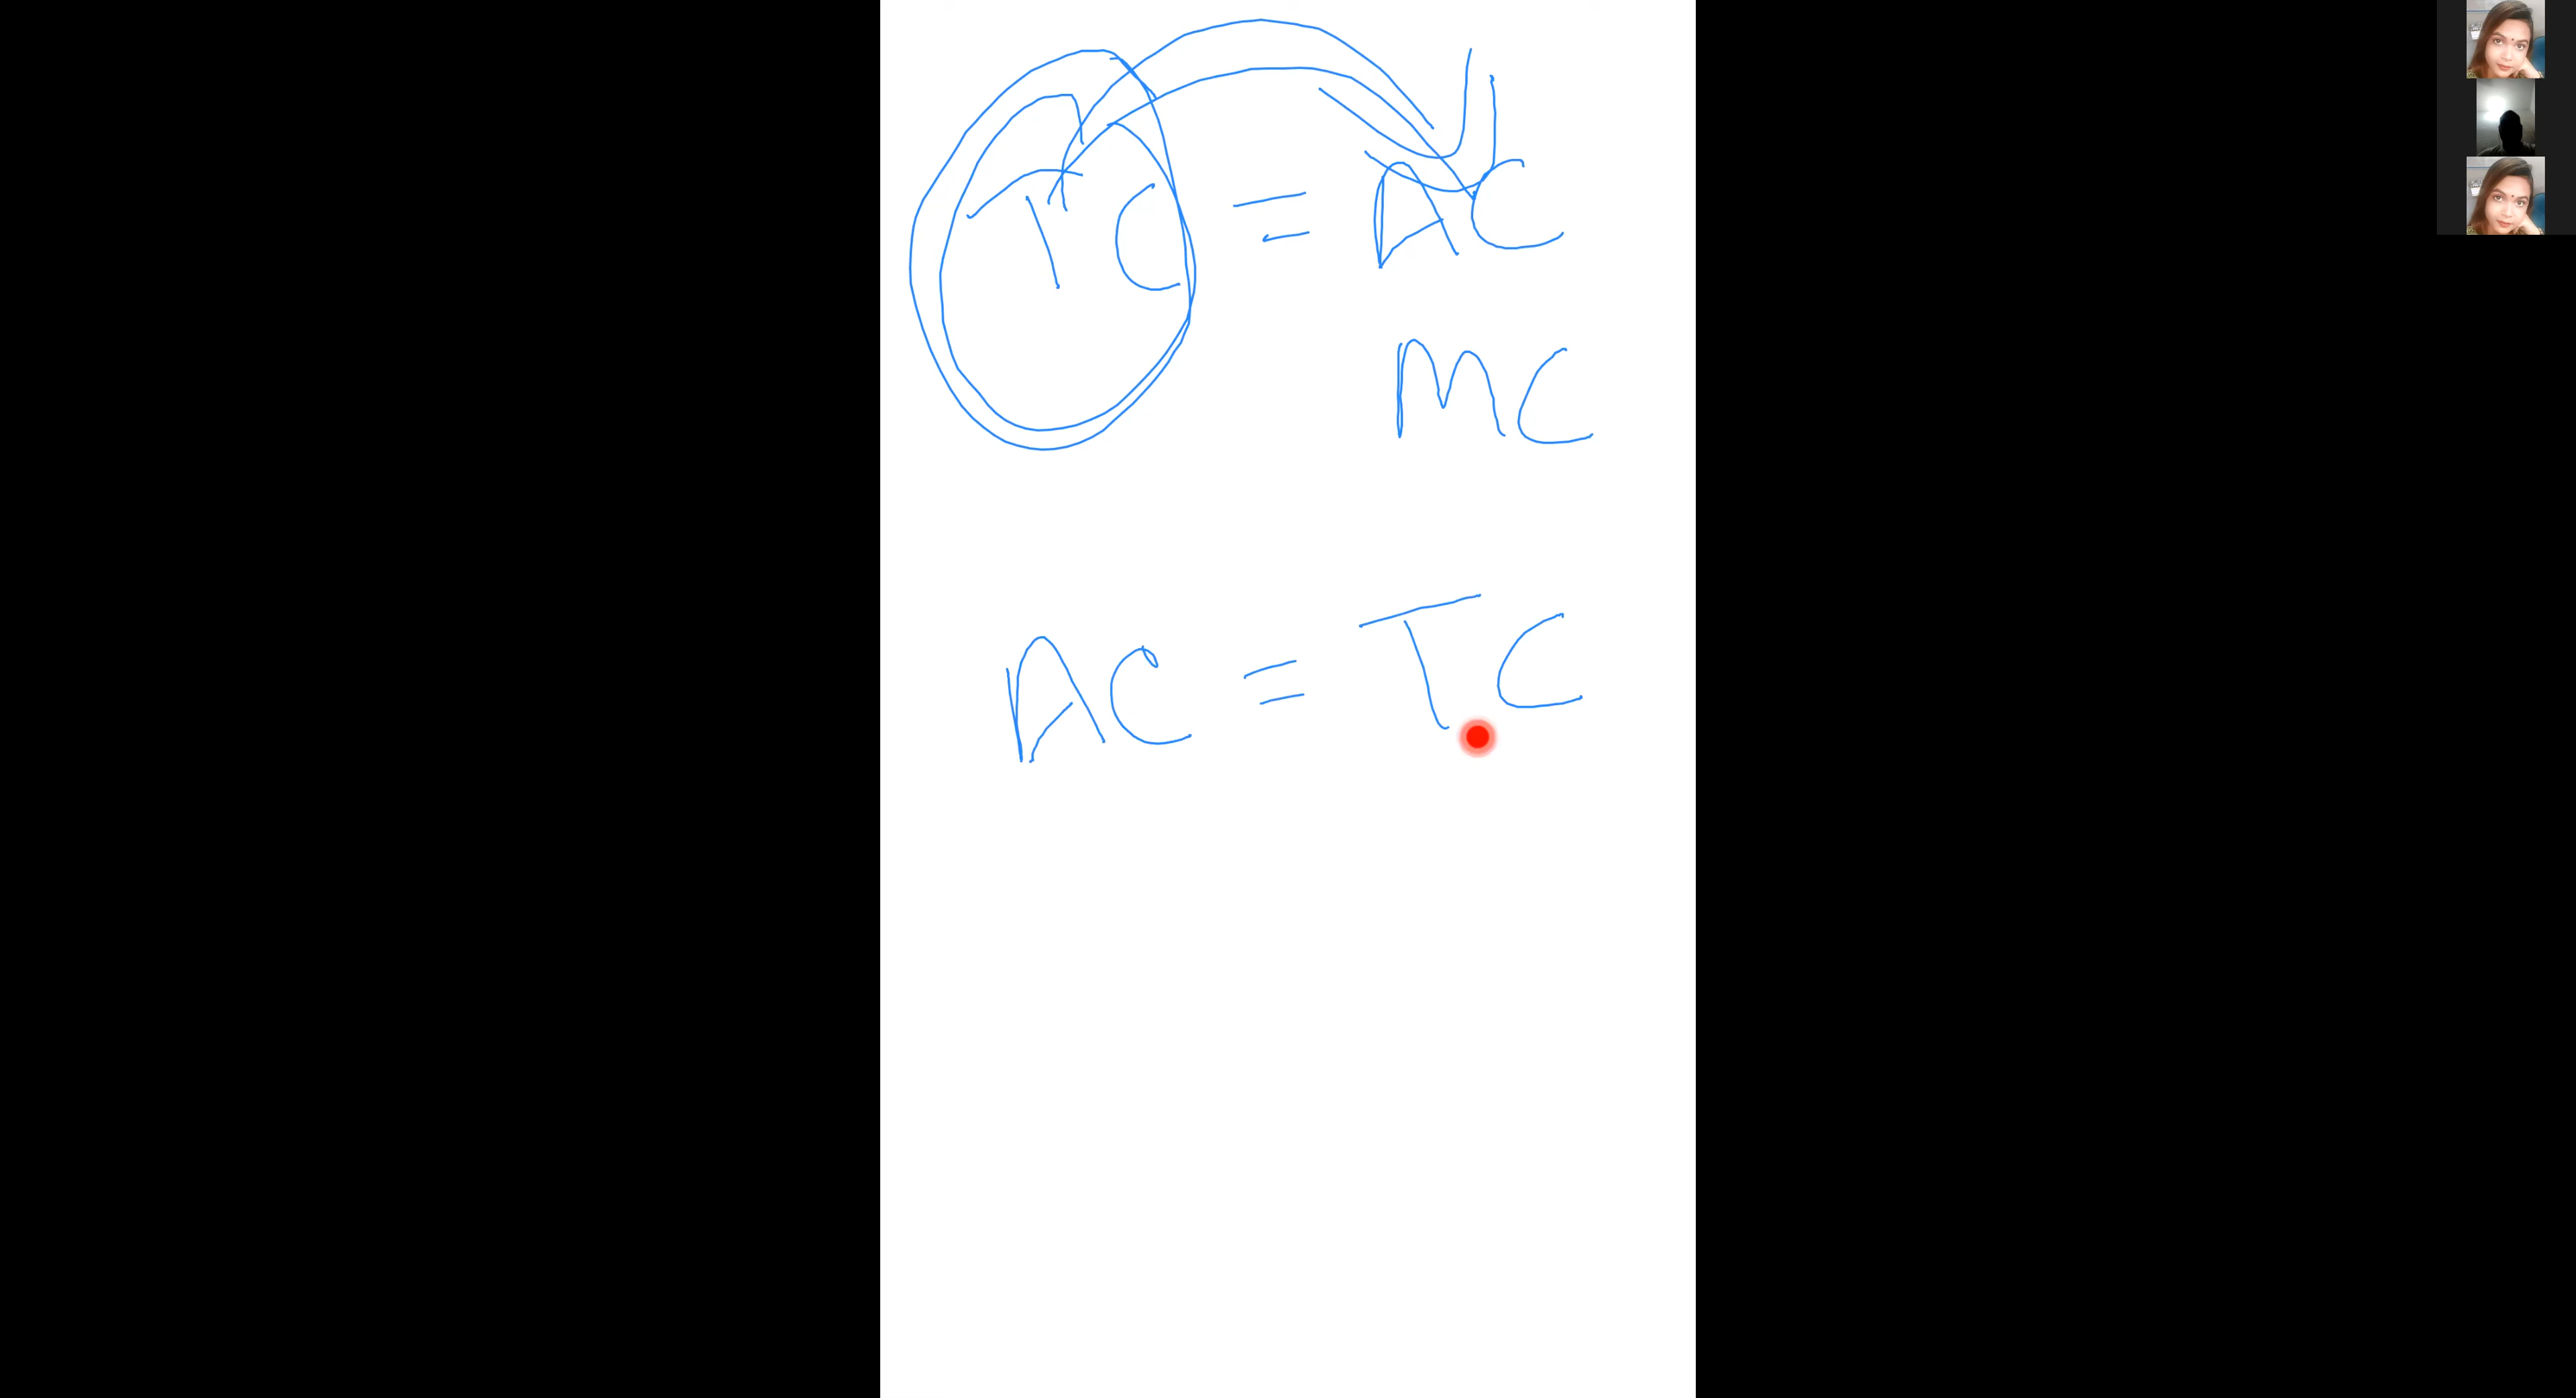 TC = AC
MC
AC = TC